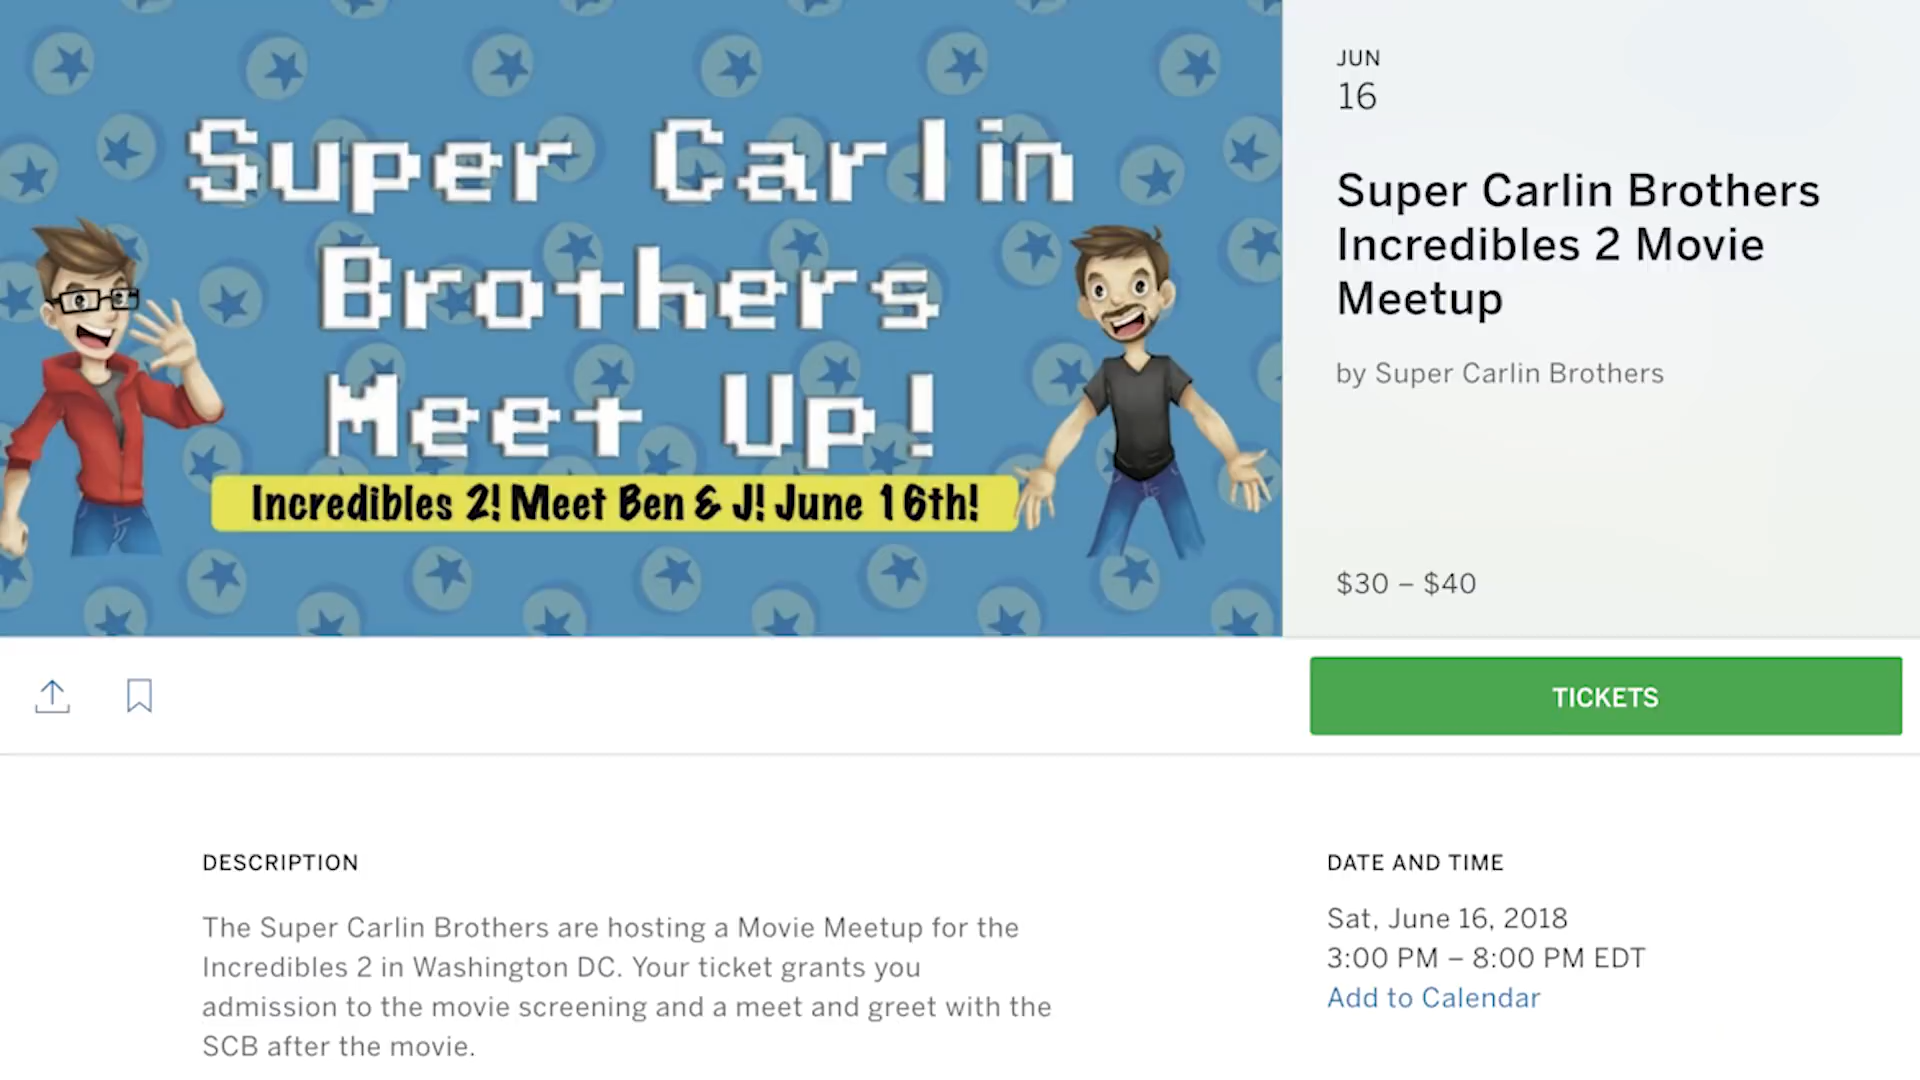 Super Carlin
Brothers
Meet Up!
Incredibles 2! Meet Ben & J! June 16th!
JUN
16
Super Carlin Brothers
Incredibles 2 Movie
Meetup
by Super Carlin Brothers
$30 – $40
TICKETS
DESCRIPTION
The Super Carlin Brothers are hosting a Movie Meetup for the
Incredibles 2 in Washington DC. Your ticket grants you
admission to the movie screening and a meet and greet with the
SCB after the movie.
DATE AND TIME
Sat, June 16, 2018
3:00 PM – 8:00 PM EDT
Add to Calendar